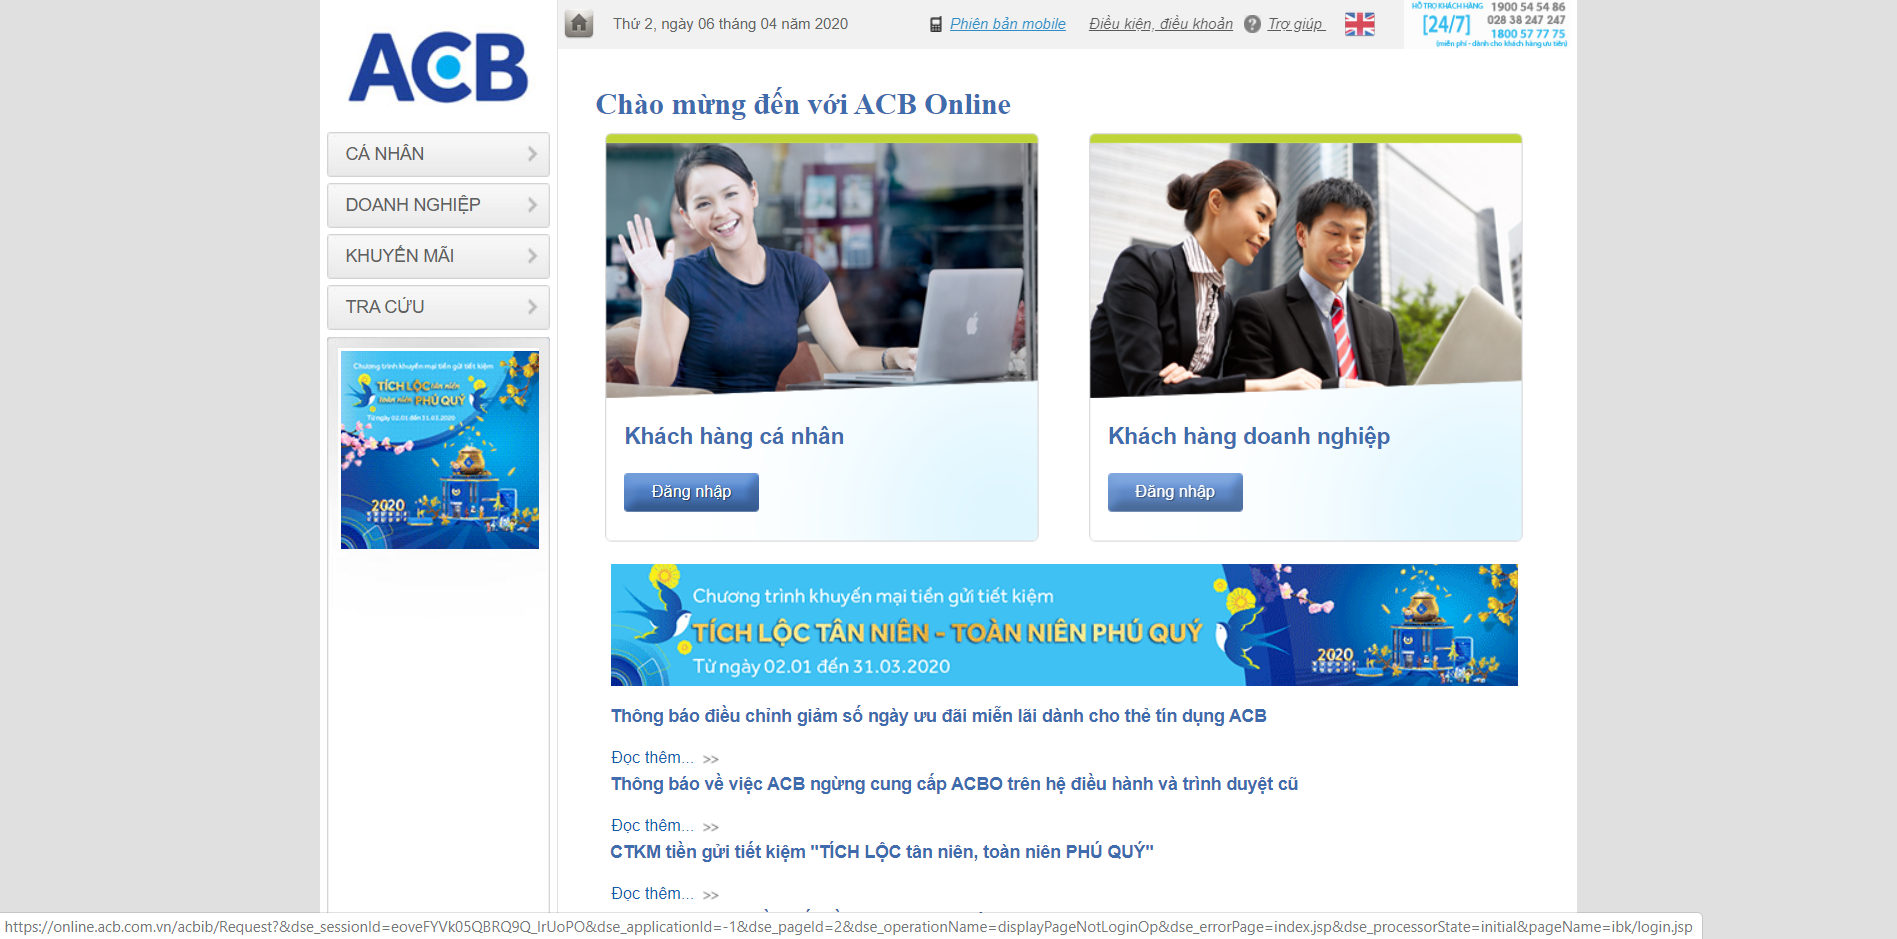 ACB
CÁ NHÂN
DOANH NGHIỆP
KHUYẾN MÃI
TRA CỨU
Chương trình khuyến mại tiền gửi tiết kiệm
TÍCH LỘC tân niên
toàn niên PHÚ QUÝ
Từ ngày 02.01 đến 31.03.2020
2020
Thứ 2, ngày 06 tháng 04 năm 2020
Phiên bản mobile
Điều kiện, điều khoản
Trợ giúp
HỖ TRỢ KHÁCH HÀNG 1900 54 54 86
[24/7] 028 38 247 247
1800 57 77 75
(miễn phí - dành cho khách hàng ưu tiên)
Chào mừng đến với ACB Online
Khách hàng cá nhân
Đăng nhập
Khách hàng doanh nghiệp
Đăng nhập
Chương trình khuyến mại tiền gửi tiết kiệm
TÍCH LỘC TÂN NIÊN - TOÀN NIÊN PHÚ QUÝ
Từ ngày 02.01 đến 31.03.2020
2020
Thông báo điều chỉnh giảm số ngày ưu đãi miễn lãi dành cho thẻ tín dụng ACB
Đọc thêm... >>
Thông báo về việc ACB ngừng cung cấp ACBO trên hệ điều hành và trình duyệt cũ
Đọc thêm... >>
CTKM tiền gửi tiết kiệm "TÍCH LỘC tân niên, toàn niên PHÚ QUÝ"
Đọc thêm... >>
https://online.acb.com.vn/acbib/Request?&dse_sessionId=eoveFYVk05QBRQ9Q_IrUoPO&dse_applicationId=-1&dse_pageId=2&dse_operationName=displayPageNotLoginOp&dse_errorPage=index.jsp&dse_processorState=initial&pageName=ibk/login.jsp